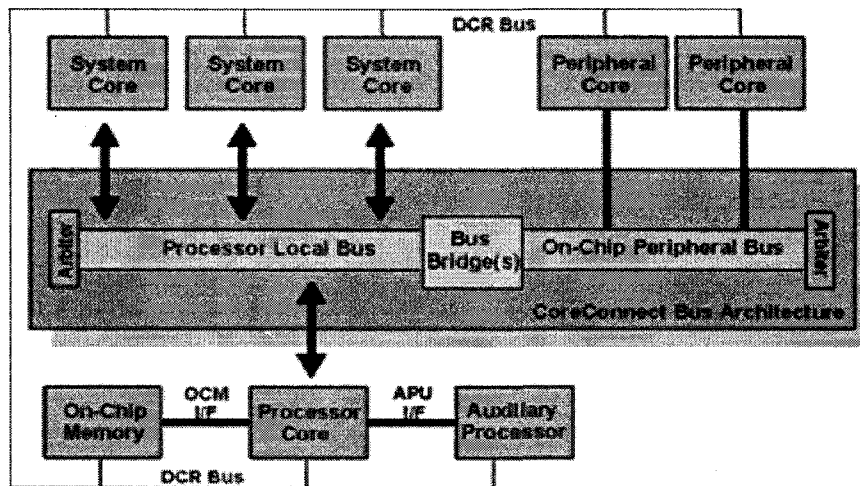 DCR Bus
System
Core
System
Core
System
Core
Peripheral
Core
Peripheral
Core
Arbiter
Processor Local Bus
Bus
Bridge(s)
On-Chip Peripheral Bus
Arbiter
CoreConnect Bus Architecture
On-Chip
Memory
OCM
I/F
Processor
Core
APU
I/F
Auxiliary
Processor
DCR Bus